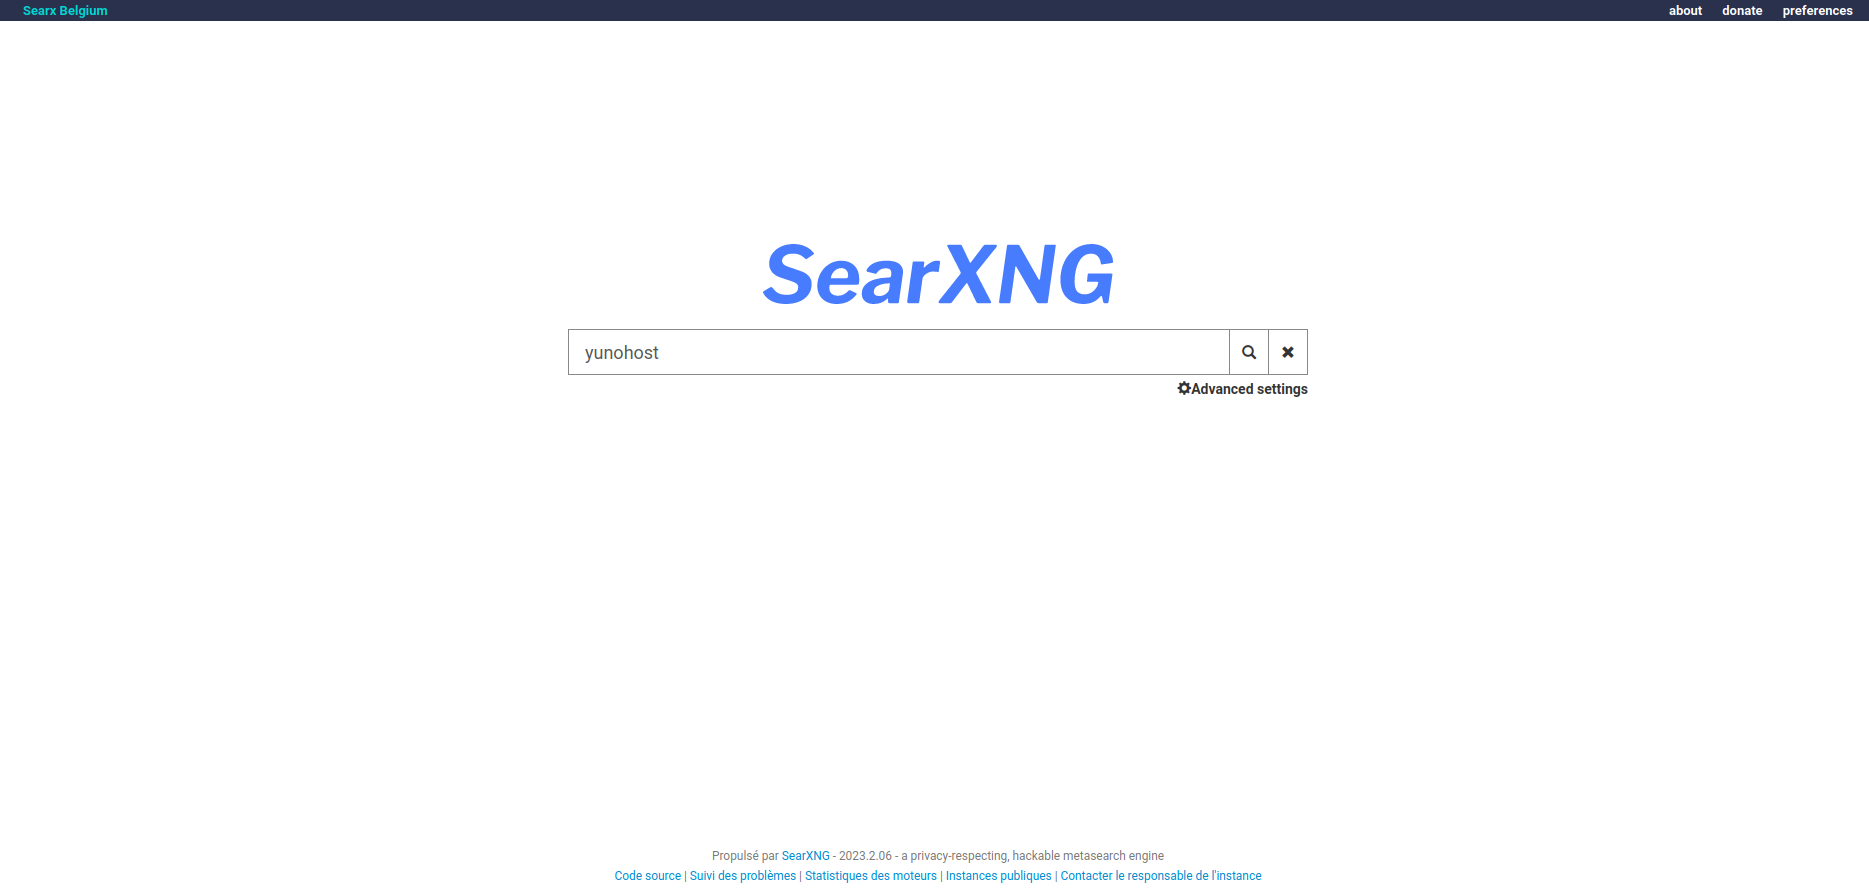 Searx Belgium about donate preferences
SearXNG
yunohost
Advanced settings
Propulsé par SearXNG - 2023.2.06 - a privacy-respecting, hackable metasearch engine
Code source | Suivi des problèmes | Statistiques des moteurs | Instances publiques | Contacter le responsable de l'instance